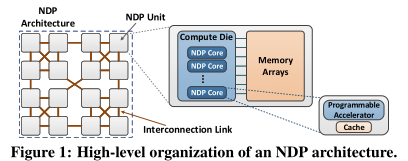 NDP
Architecture
NDP Unit
Interconnection Link
Compute Die
NDP Core
NDP Core
NDP Core
Memory
Arrays
Programmable
Accelerator
Cache
Figure 1: High-level organization of an NDP architecture.